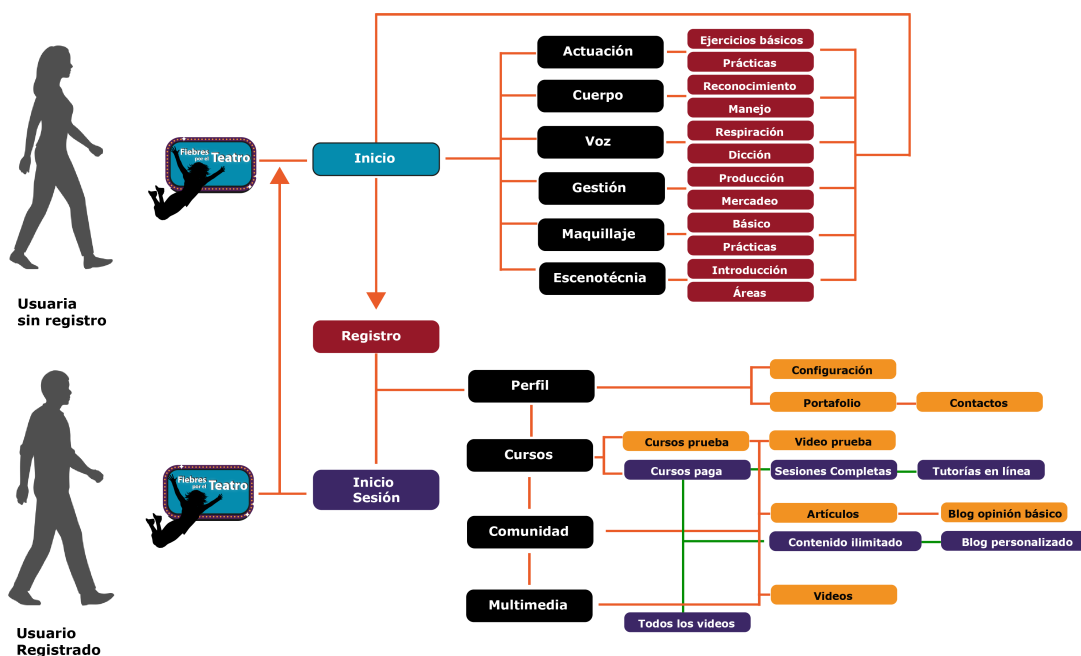 Actuación
Ejercicios básicos
Prácticas
Cuerpo
Reconocimiento
Manejo
Fiebres
por el Teatro
Inicio
Voz
Respiración
Dicción
Gestión
Producción
Mercadeo
Maquillaje
Básico
Prácticas
Escenotécnia
Introducción
Áreas
Usuaria
sin registro
Registro
Perfil
Configuración
Portafolio
Contactos
Cursos
Cursos prueba
Video prueba
Cursos paga
Sesiones Completas
Tutorías en línea
Fiebres
por el Teatro
Inicio
Sesión
Comunidad
Artículos
Blog opinión básico
Contenido ilimitado
Blog personalizado
Multimedia
Videos
Todos los videos
Usuario
Registrado